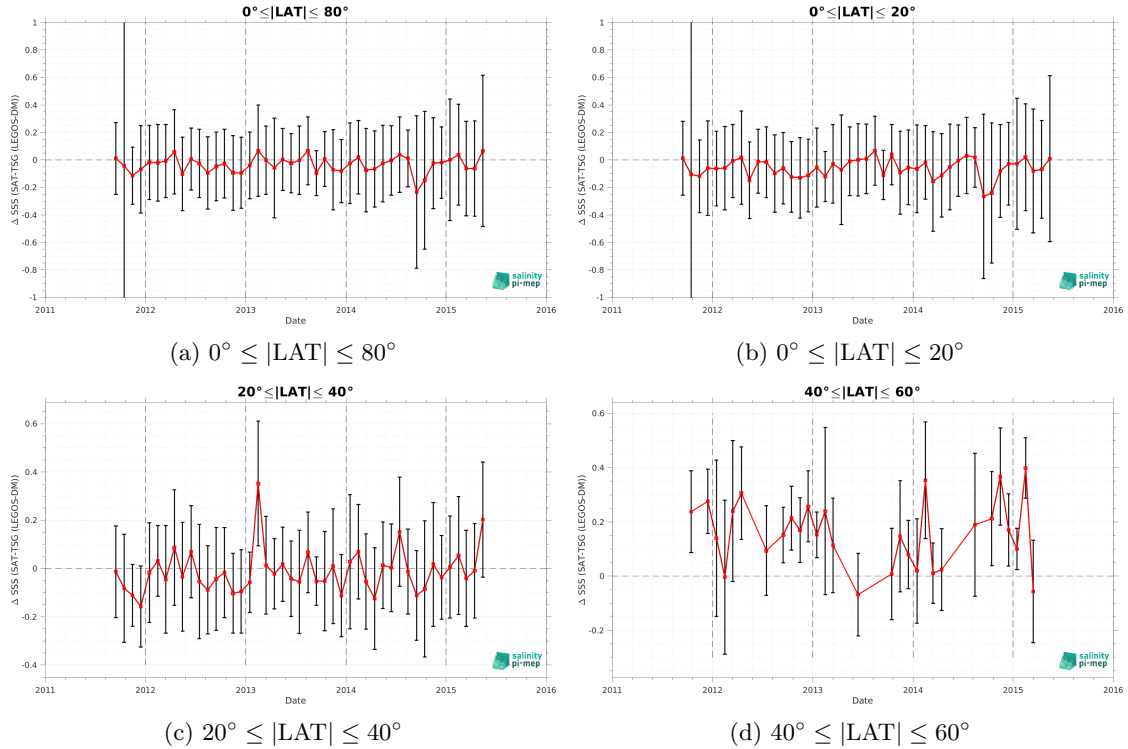 0°≤|LAT|≤ 80°
Δ SSS (SAT-TSG (LEGOS-DM))
1
0.8
0.6
0.4
0.2
0
-0.2
-0.4
-0.6
-0.8
-1
2011 2012 2013 2014 2015 2016
Date
salinity
pi-mep
(a) 0° ≤ |LAT| ≤ 80°
0°≤|LAT|≤ 20°
Δ SSS (SAT-TSG (LEGOS-DM))
1
0.8
0.6
0.4
0.2
0
-0.2
-0.4
-0.6
-0.8
-1
2011 2012 2013 2014 2015 2016
Date
salinity
pi-mep
(b) 0° ≤ |LAT| ≤ 20°
20°≤|LAT|≤ 40°
Δ SSS (SAT-TSG (LEGOS-DM))
0.6
0.4
0.2
0
-0.2
-0.4
2011 2012 2013 2014 2015 2016
Date
salinity
pi-mep
(c) 20° ≤ |LAT| ≤ 40°
40°≤|LAT|≤ 60°
Δ SSS (SAT-TSG (LEGOS-DM))
0.6
0.4
0.2
0
-0.2
2011 2012 2013 2014 2015 2016
Date
salinity
pi-mep
(d) 40° ≤ |LAT| ≤ 60°